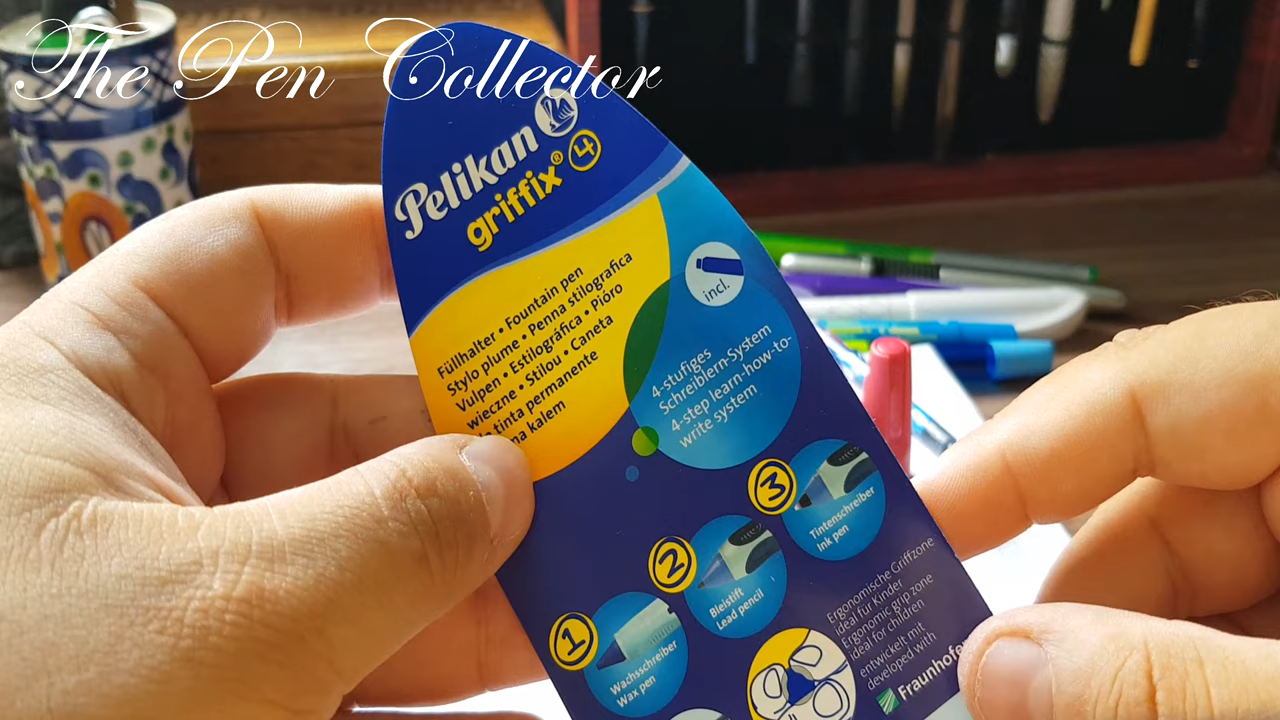 The Pen Collector
Pelikan
griffix® 4
Füllhalter • Fountain pen
Stylo plume • Penna stilografica
Vulpen • Estilográfica • Pióro
wieczne • Stilou • Caneta
tinta permanente
kalem
incl.
4-stufiges
Schreiblern-System
4-step learn-how-to-
write system
1
Wachsschreiber
Wax pen
2
Bleistift
Lead pencil
3
Tintenschreiber
Ink pen
Ergonomische Griffzone
ideal für Kinder
Ergonomic grip zone
ideal for children
entwickelt mit
developed with
Fraunhofer